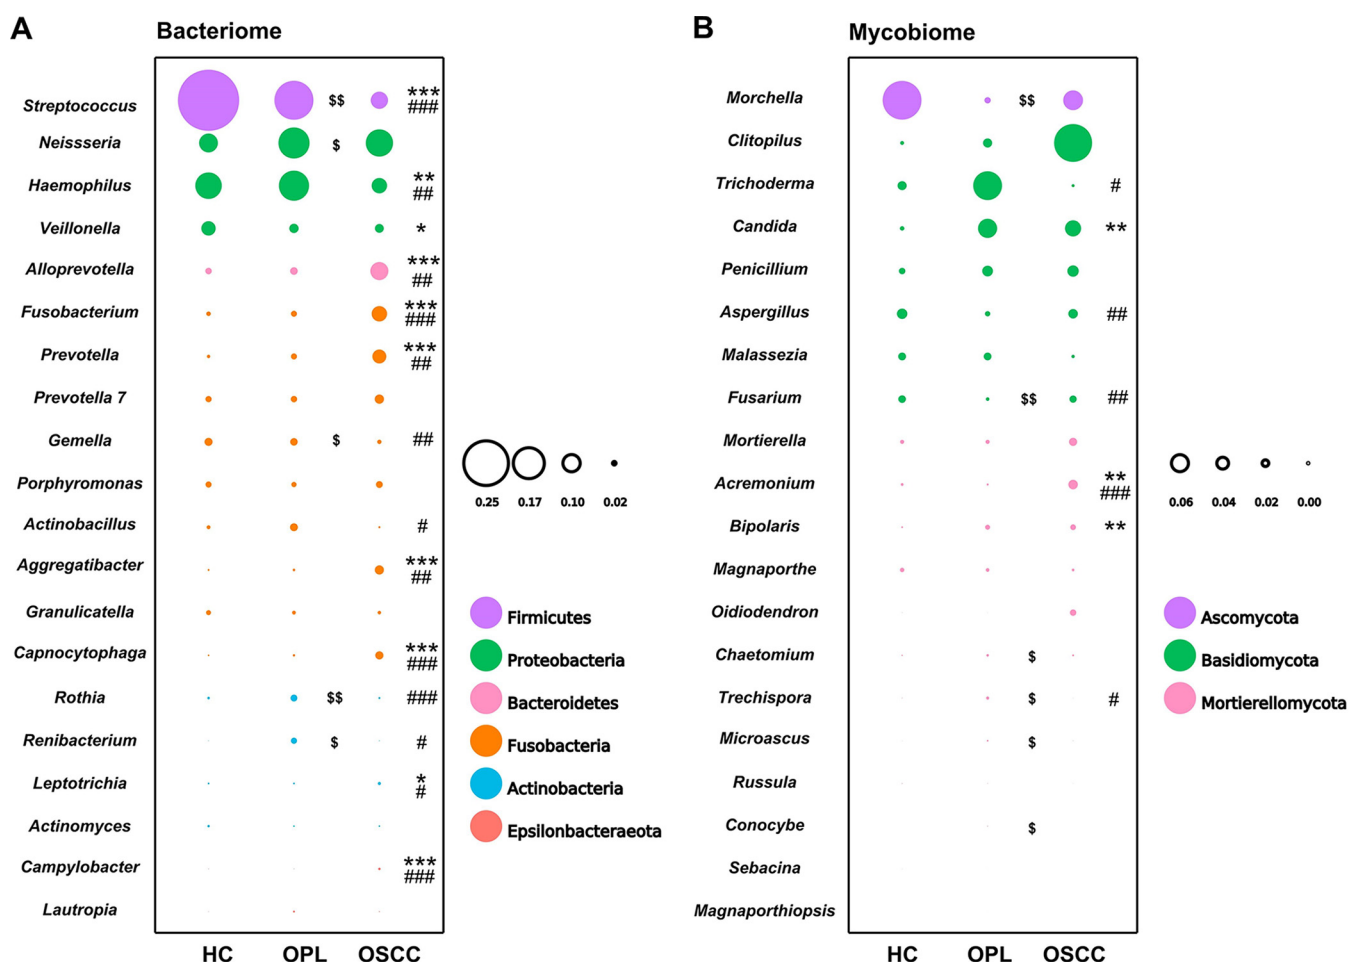 A Bacteriome
Streptococcus $$ ***
###
Neissseria $
Haemophilus **
##
Veillonella *
Alloprevotella ***
##
Fusobacterium ***
###
Prevotella ***
##
Prevotella 7
Gemella $ ##
Porphyromonas
Actinobacillus #
Aggregatibacter ***
##
Granulicatella
Capnocytophaga ***
###
Rothia $$ ###
Renibacterium $ #
Leptotrichia *
#
Actinomyces
Campylobacter ***
###
Lautropia
HC OPL OSCC
0.25 0.17 0.10 0.02
Firmicutes
Proteobacteria
Bacteroidetes
Fusobacteria
Actinobacteria
Epsilonbacteraeota
B Mycobiome
Morchella $$
Clitopilus
Trichoderma #
Candida **
Penicillium
Aspergillus ##
Malassezia
Fusarium $$ ##
Mortierella
Acremonium **
###
Bipolaris **
Magnaporthe
Oidiodendron
Chaetomium $
Trechispora $ #
Microascus $
Russula
Conocybe $
Sebacina
Magnaporthiopsis
HC OPL OSCC
0.06 0.04 0.02 0.00
Ascomycota
Basidiomycota
Mortierellomycota